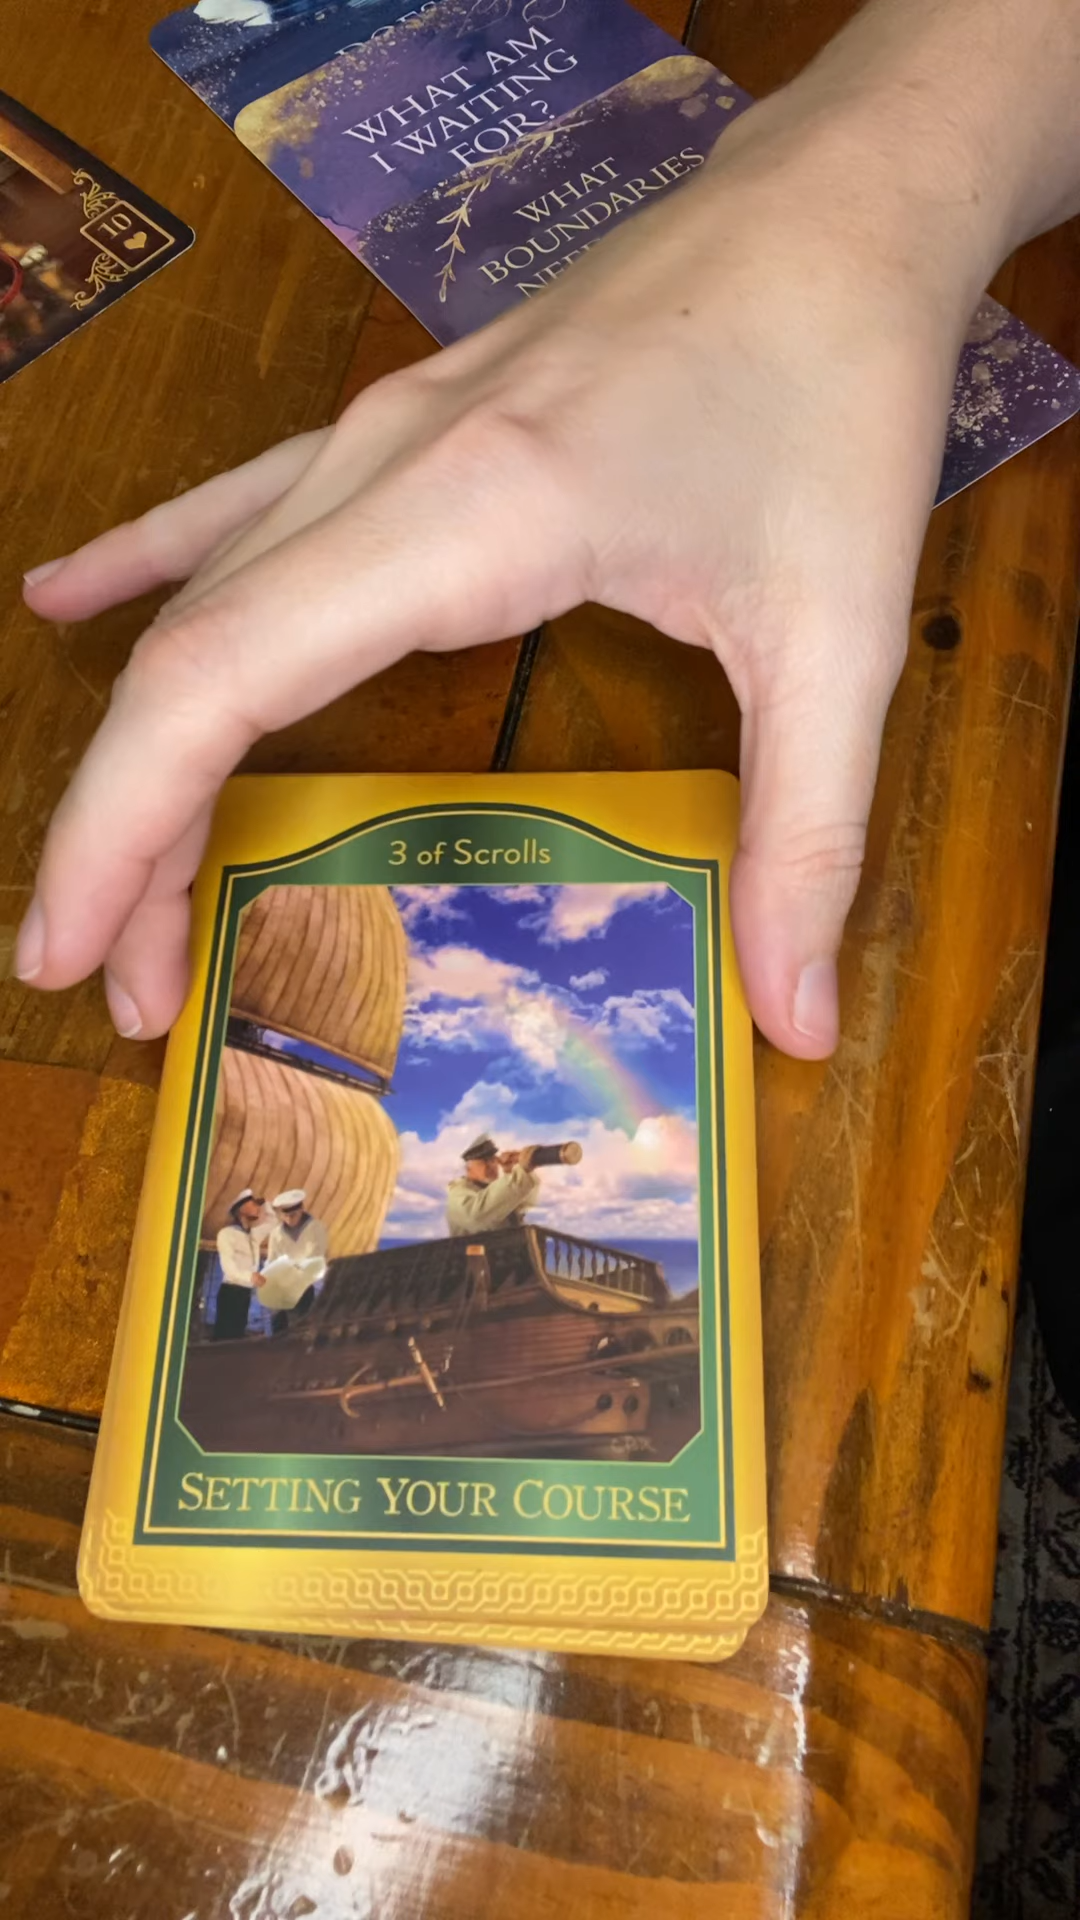 WHAT AM
I WAITING
FOR?
WHAT
BOUNDARIES
10
3 of Scrolls
SETTING YOUR COURSE